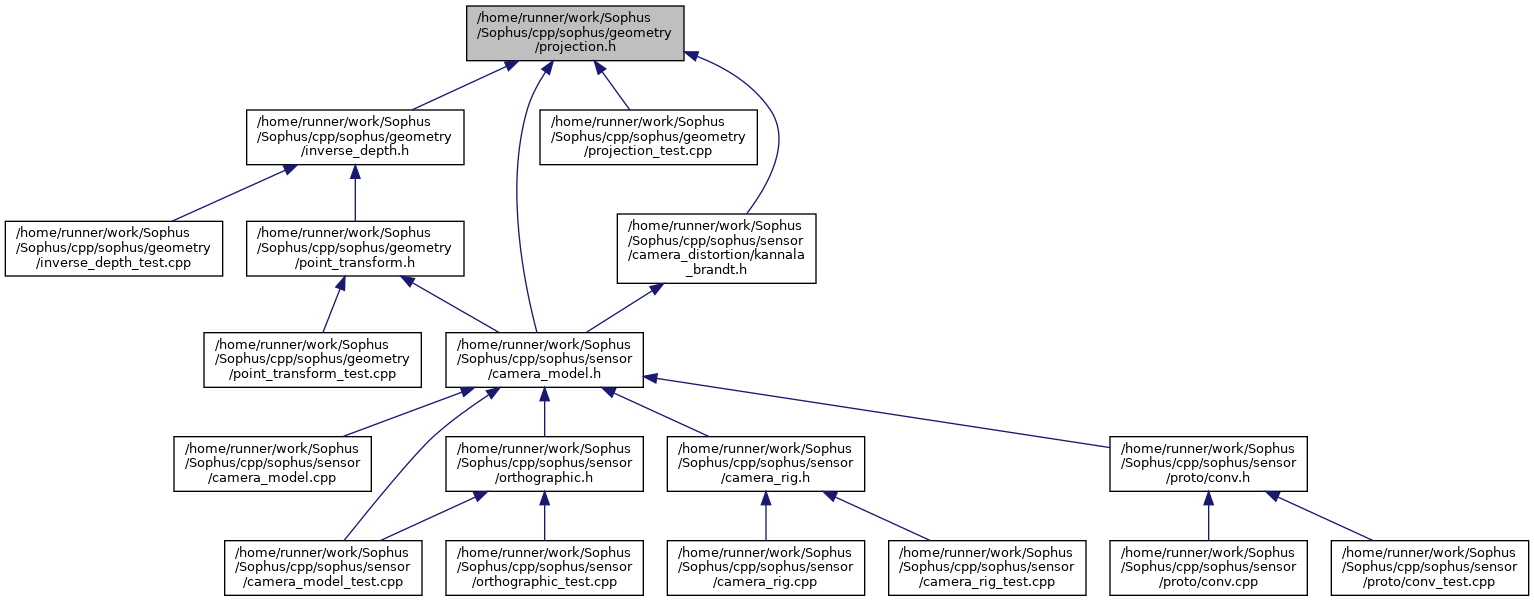 /home/runner/work/Sophus
/Sophus/cpp/sophus/geometry
/projection.h
/home/runner/work/Sophus
/Sophus/cpp/sophus/geometry
/inverse_depth.h
/home/runner/work/Sophus
/Sophus/cpp/sophus/geometry
/projection_test.cpp
/home/runner/work/Sophus
/Sophus/cpp/sophus/geometry
/inverse_depth_test.cpp
/home/runner/work/Sophus
/Sophus/cpp/sophus/geometry
/point_transform.h
/home/runner/work/Sophus
/Sophus/cpp/sophus/sensor
/camera_distortion/kannala
_brandt.h
/home/runner/work/Sophus
/Sophus/cpp/sophus/geometry
/point_transform_test.cpp
/home/runner/work/Sophus
/Sophus/cpp/sophus/sensor
/camera_model.h
/home/runner/work/Sophus
/Sophus/cpp/sophus/sensor
/camera_model.cpp
/home/runner/work/Sophus
/Sophus/cpp/sophus/sensor
/orthographic.h
/home/runner/work/Sophus
/Sophus/cpp/sophus/sensor
/camera_rig.h
/home/runner/work/Sophus
/Sophus/cpp/sophus/sensor
/proto/conv.h
/home/runner/work/Sophus
/Sophus/cpp/sophus/sensor
/camera_model_test.cpp
/home/runner/work/Sophus
/Sophus/cpp/sophus/sensor
/orthographic_test.cpp
/home/runner/work/Sophus
/Sophus/cpp/sophus/sensor
/camera_rig.cpp
/home/runner/work/Sophus
/Sophus/cpp/sophus/sensor
/camera_rig_test.cpp
/home/runner/work/Sophus
/Sophus/cpp/sophus/sensor
/proto/conv.cpp
/home/runner/work/Sophus
/Sophus/cpp/sophus/sensor
/proto/conv_test.cpp